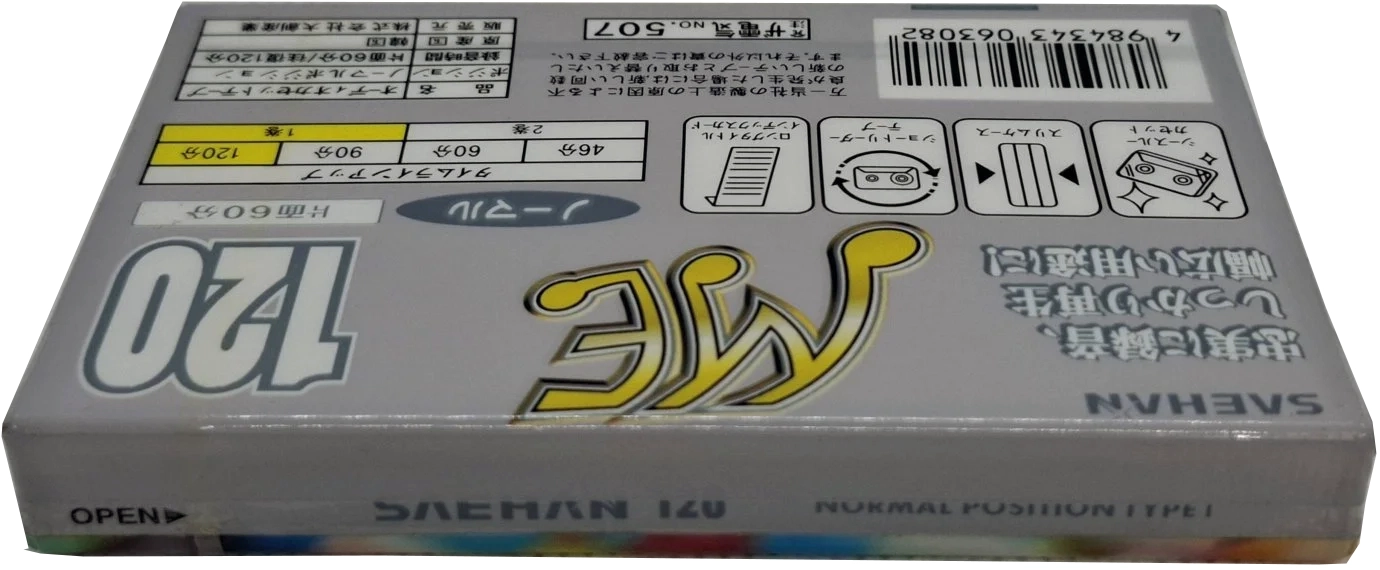 SAEHAN
忠実に録音、
しっかり再生
幅広い用途に!
ME
120
ノーマル
片面60分
シースルー
カセット
スリムケース
ショートリーダー
テープ
ロングタイトル
インデックスカード
タイムラインアップ
46分 60分 90分 120分
2巻 1巻
4 984343 063082
万一当社の製造上の原因による不
良が発生した場合には新しい同数
の新しいテープとお取り替えいたし
ます。それ以外の責はご容赦下さい。
ザ電気 NO.507
品名 オーディオカセットテープ
ポジション ノーマルポジション
録音時間 片面60分/往復120分
原産国 韓国
販売元 株式会社大創産業
OPEN
SAEHAN 120 NORMAL POSITION TYPE I